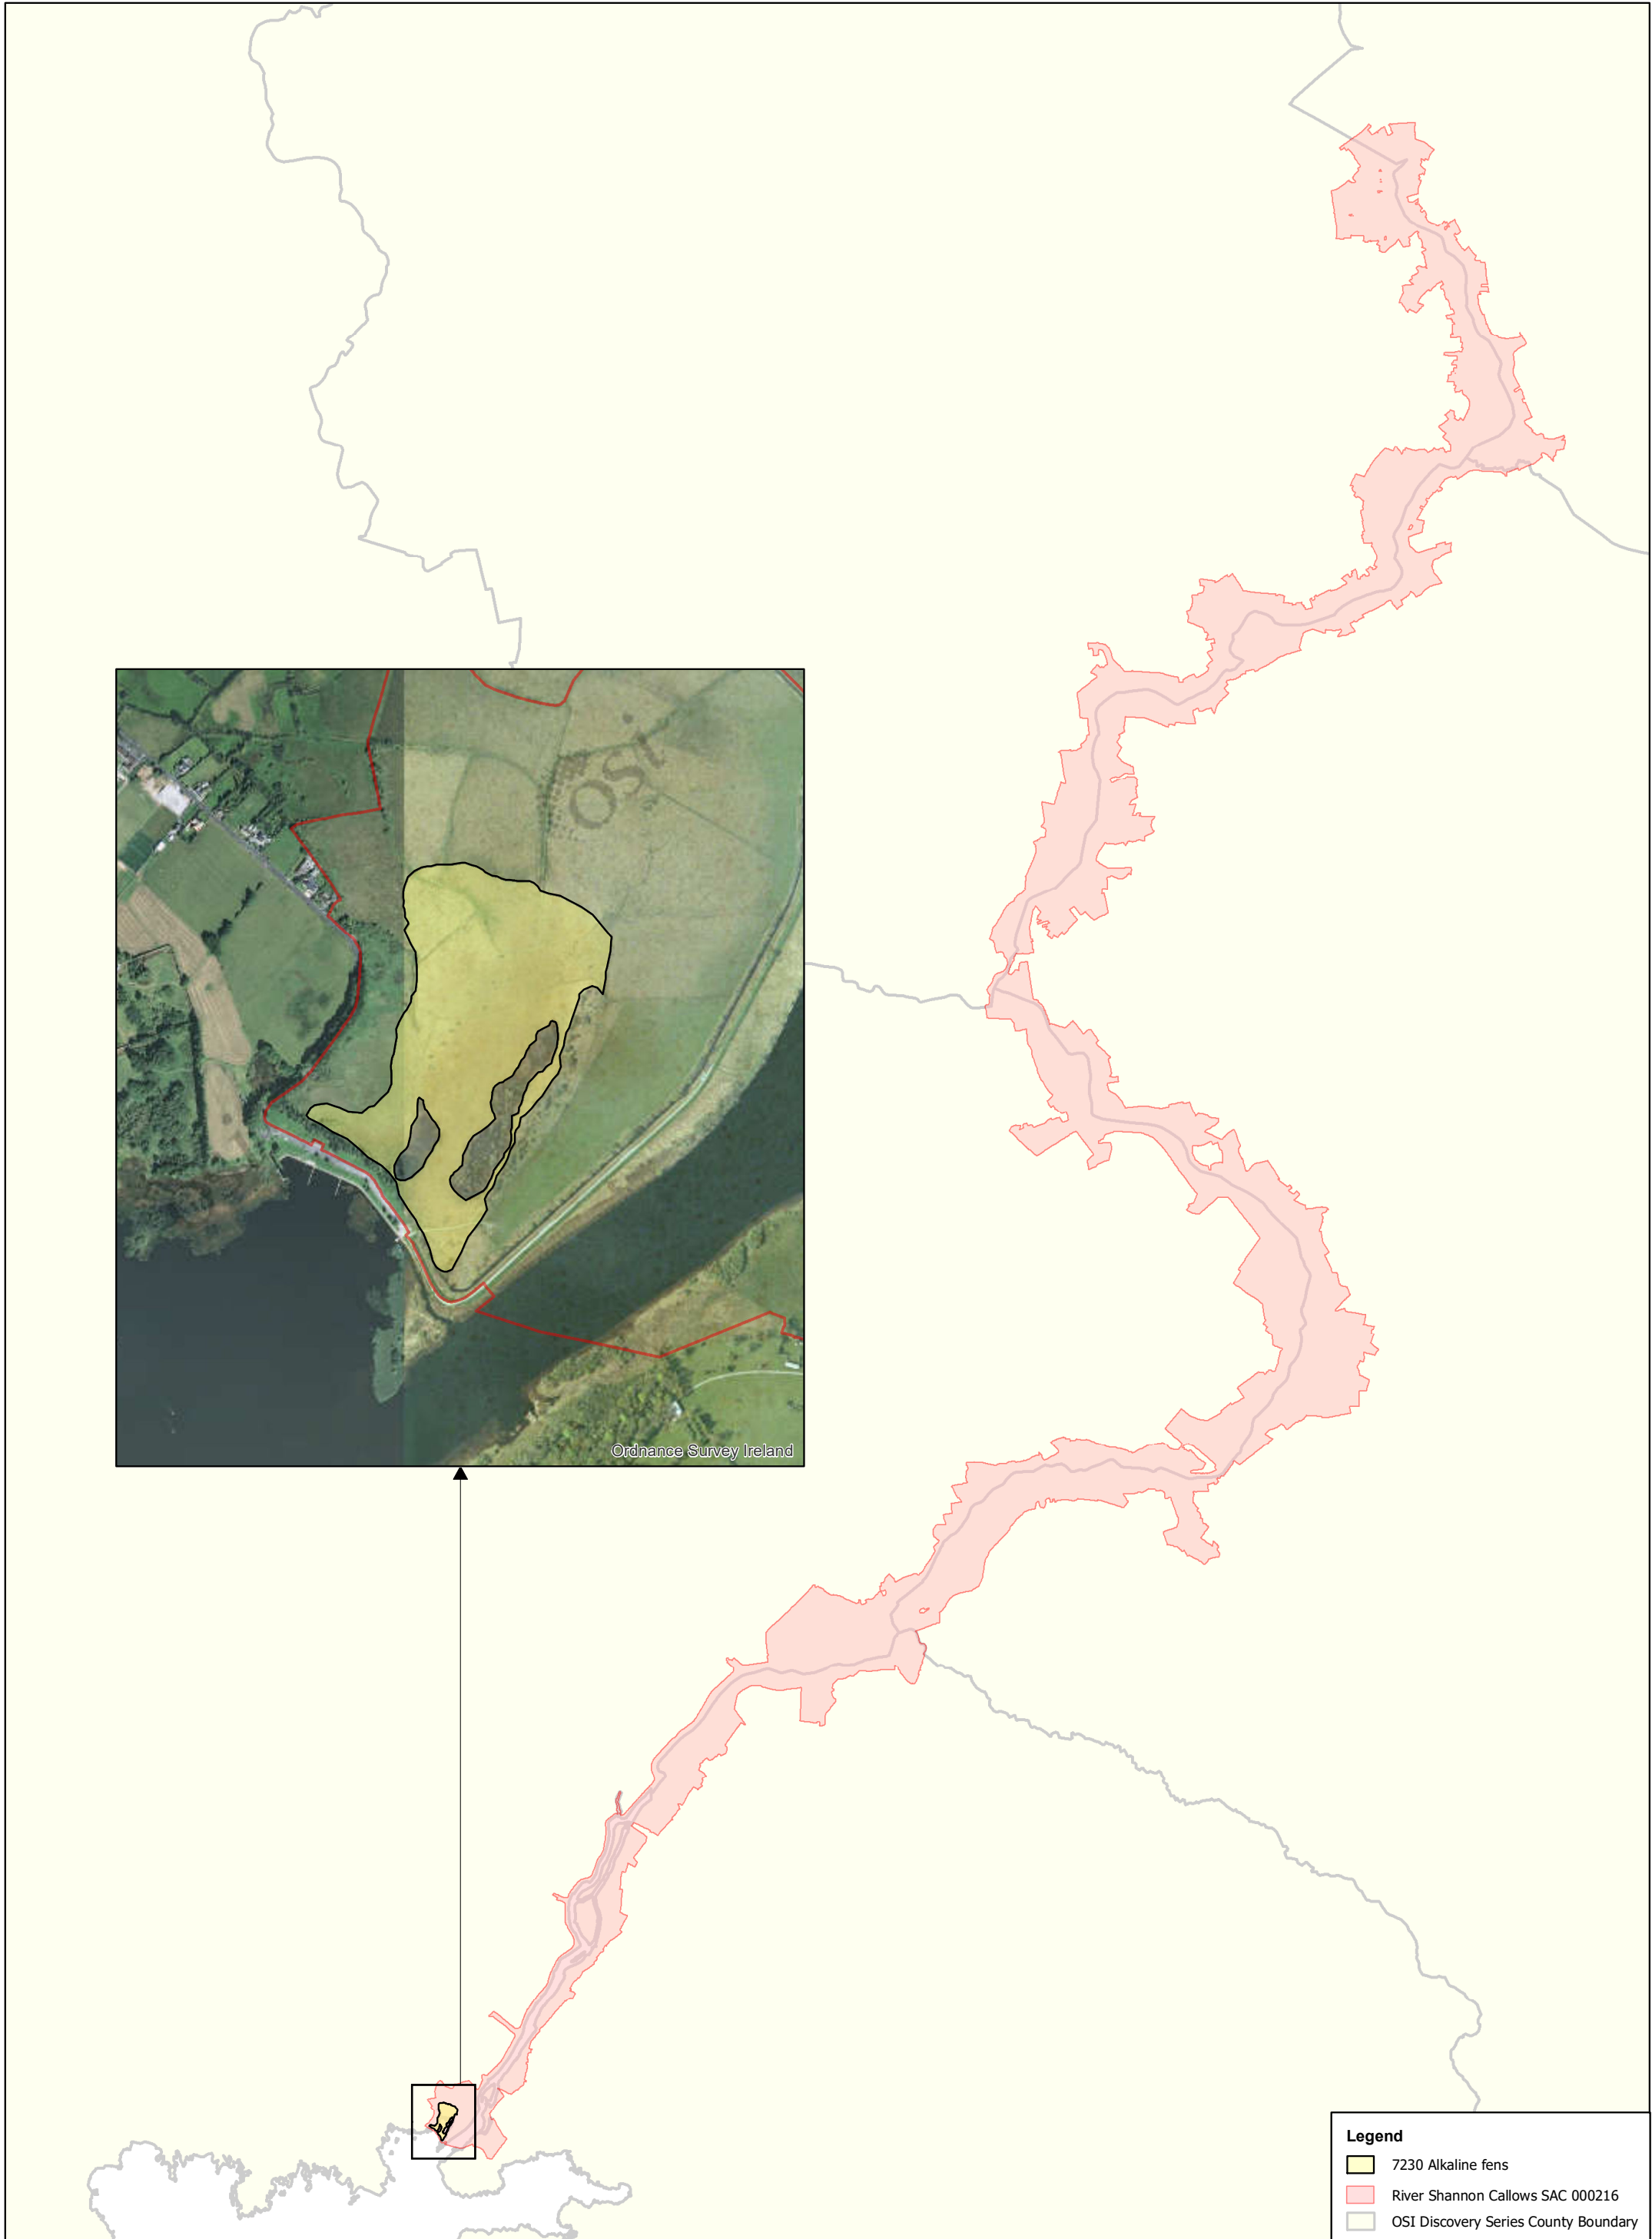 OSi
Ordnance Survey Ireland
Legend
7230 Alkaline fens
River Shannon Callows SAC 000216
OSI Discovery Series County Boundary